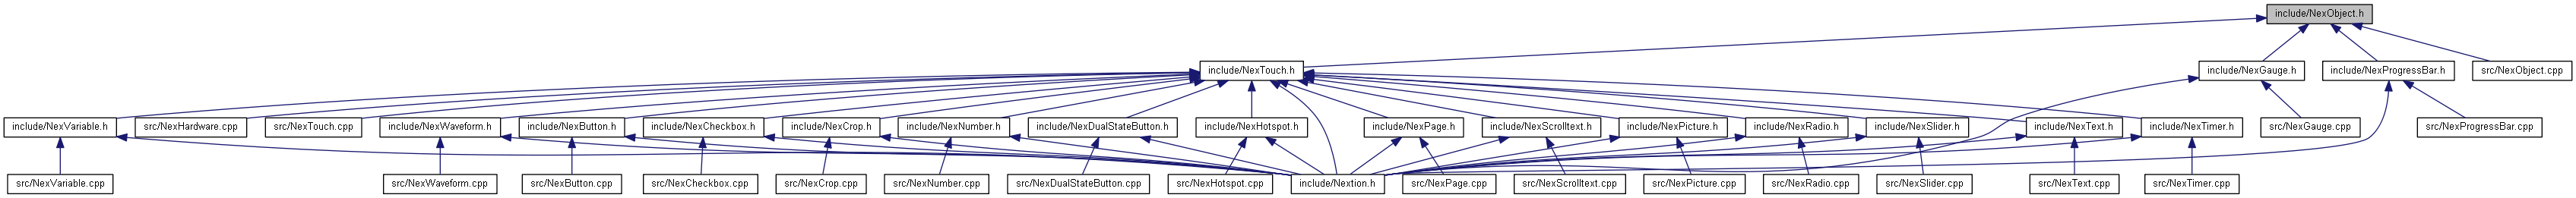 include/NexObject.h
include/NexTouch.h
include/NexGauge.h
include/NexProgressBar.h
src/NexObject.cpp
include/NexVariable.h
src/NexHardware.cpp
src/NexTouch.cpp
include/NexWaveform.h
include/NexButton.h
include/NexCheckbox.h
include/NexCrop.h
include/NexNumber.h
include/NexDualStateButton.h
include/NexHotspot.h
include/NexPage.h
include/NexScrolltext.h
include/NexPicture.h
include/NexRadio.h
include/NexSlider.h
include/NexText.h
include/NexTimer.h
src/NexGauge.cpp
src/NexProgressBar.cpp
src/NexVariable.cpp
src/NexWaveform.cpp
src/NexButton.cpp
src/NexCheckbox.cpp
src/NexCrop.cpp
src/NexNumber.cpp
src/NexDualStateButton.cpp
src/NexHotspot.cpp
include/Nextion.h
src/NexPage.cpp
src/NexScrolltext.cpp
src/NexPicture.cpp
src/NexRadio.cpp
src/NexSlider.cpp
src/NexText.cpp
src/NexTimer.cpp